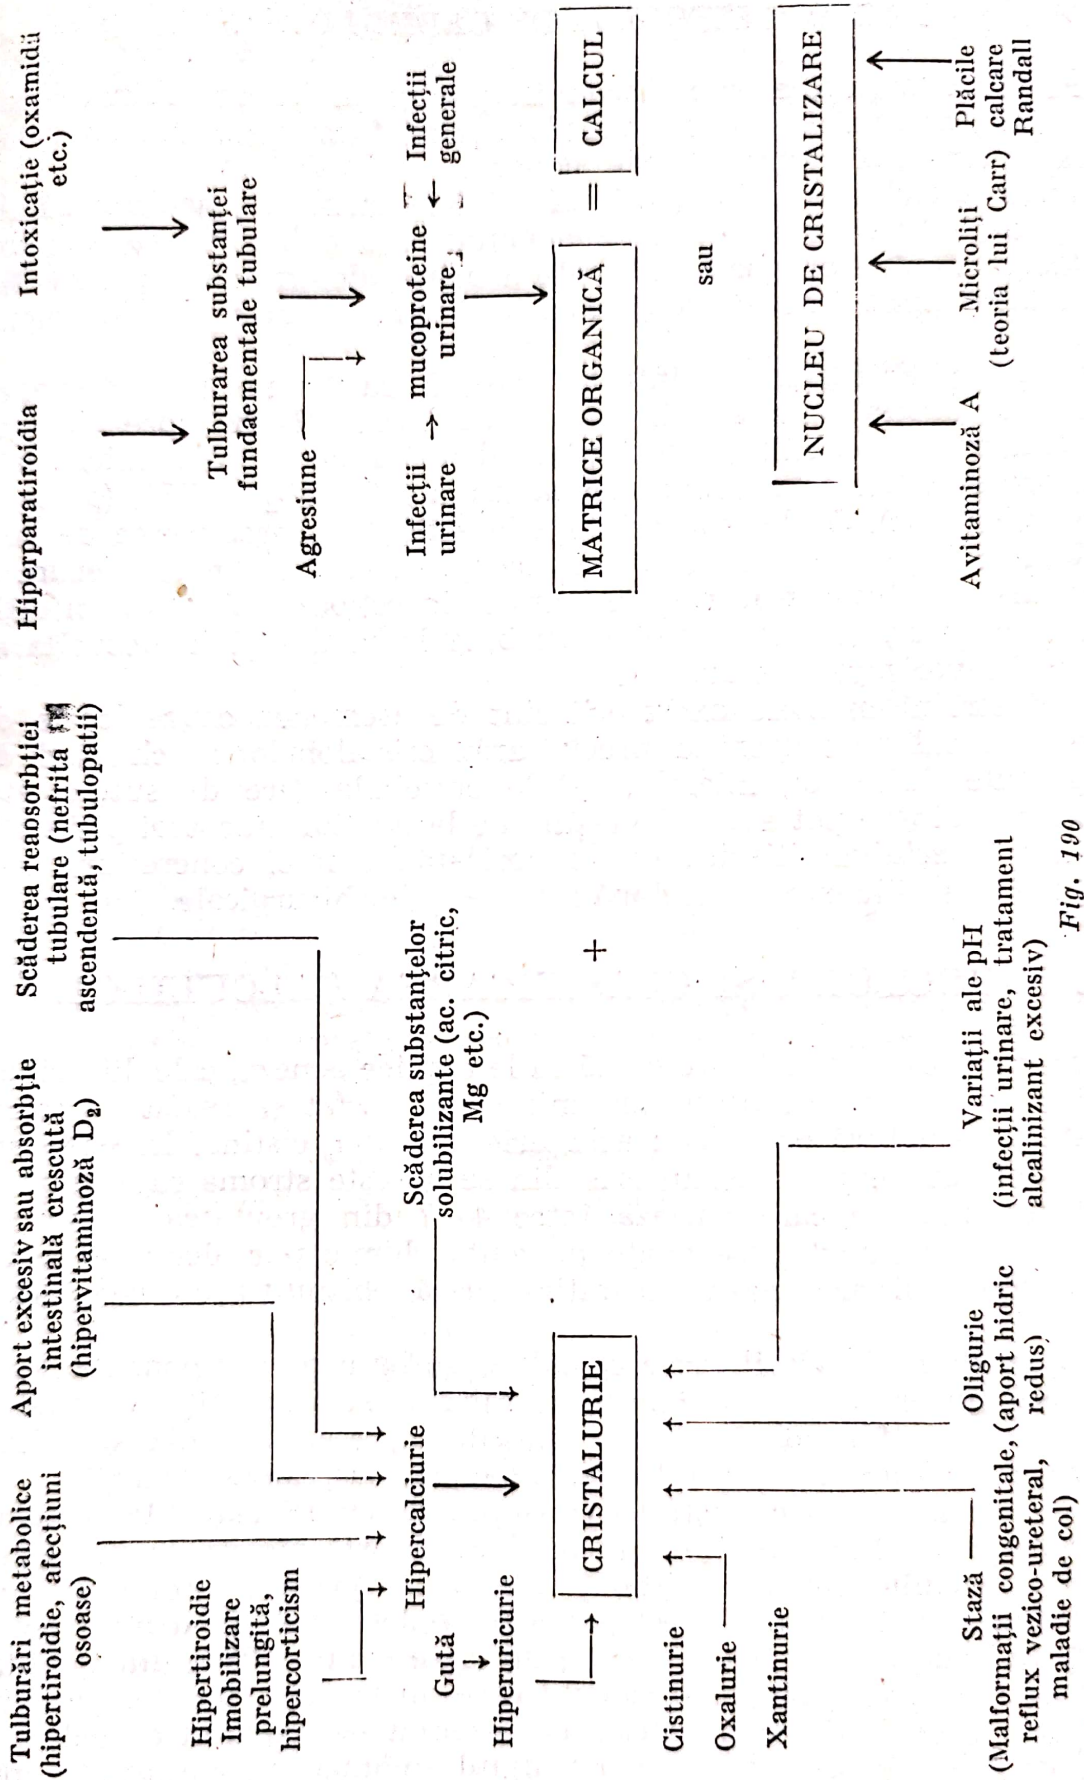 Tulburări metabolice
(hipertiroidie, afecțiuni
osoase)
Aport excesiv sau absorbție
intestinală crescută
(hipervitaminoză D₂)
Scăderea reabsorbției
tubulare (nefrita
ascendentă, tubulopatii)
Hipertiroidie
Imobilizare
prelungită,
hipercorticism
Hipercalciurie
Scăderea substanțelor
solubilizante (ac. citric,
Mg etc.)
Gută
↓
Hiperuricurie
CRISTALURIE
+
Cistinurie
Oxalurie
Xantinurie
Stază
(Malformații congenitale,
reflux vezico-ureteral,
maladie de col)
Oligurie
(aport hidric
redus)
Variații ale pH
(infecții urinare, tratament
alcalinizant excesiv)
Hiperparatiroidia
Intoxicație (oxamidă
etc.)
Tulburarea substanței
fundaementale tubulare
Agresiune
Infecții
urinare
→ mucoproteine ←
urinare
Infecții
generale
MATRICE ORGANICĂ
=
CALCUL
sau
NUCLEU DE CRISTALIZARE
Avitaminoză A
Microliți
(teoria lui Carr)
Plăcile
calcare
Randall
Fig. 190